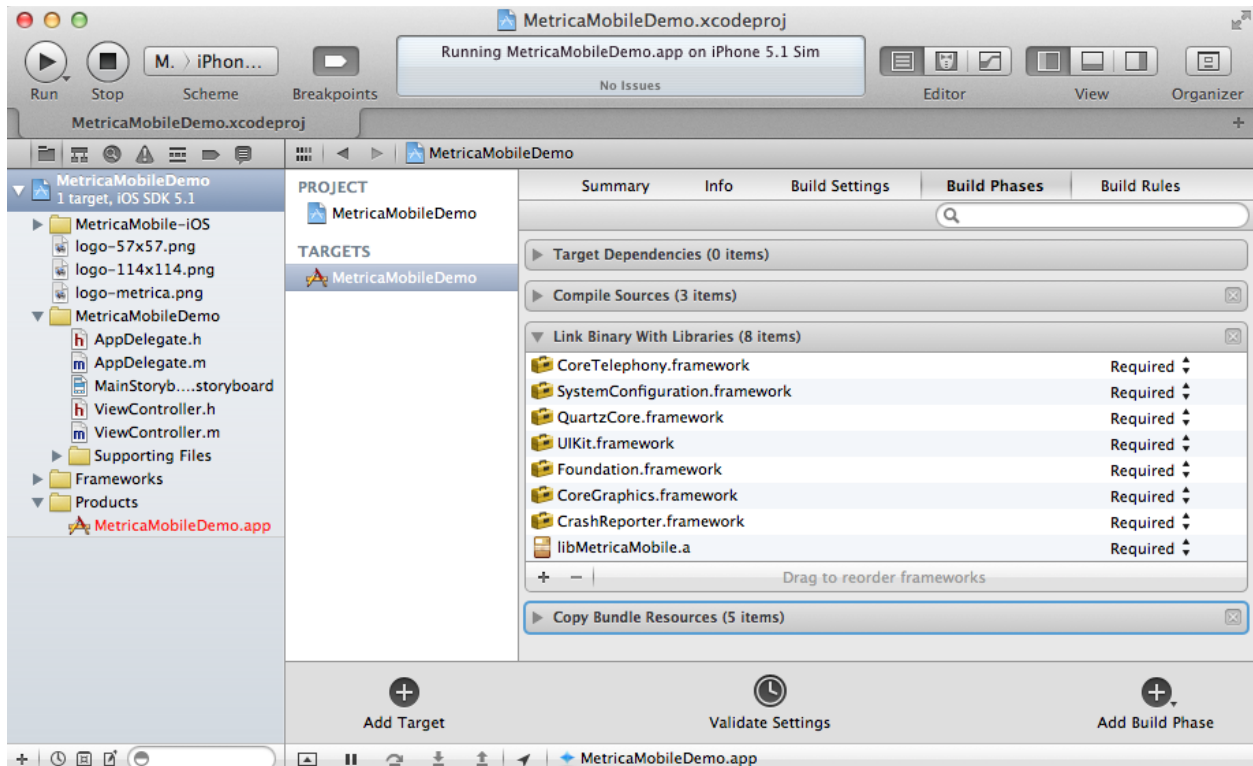 MetricaMobileDemo.xcodeproj
Running MetricaMobileDemo.app on iPhone 5.1 Sim
No Issues
M. › iPhon...
Run
Stop
Scheme
Breakpoints
Editor
View
Organizer
MetricaMobileDemo.xcodeproj
MetricaMobileDemo
MetricaMobileDemo
1 target, iOS SDK 5.1
MetricaMobile-iOS
logo-57x57.png
logo-114x114.png
logo-metrica.png
MetricaMobileDemo
h AppDelegate.h
m AppDelegate.m
MainStoryb....storyboard
h ViewController.h
m ViewController.m
Supporting Files
Frameworks
Products
MetricaMobileDemo.app
PROJECT
MetricaMobileDemo
TARGETS
MetricaMobileDemo
Summary Info Build Settings Build Phases Build Rules
Target Dependencies (0 items)
Compile Sources (3 items)
Link Binary With Libraries (8 items)
CoreTelephony.framework Required
SystemConfiguration.framework Required
QuartzCore.framework Required
UIKit.framework Required
Foundation.framework Required
CoreGraphics.framework Required
CrashReporter.framework Required
libMetricaMobile.a Required
Drag to reorder frameworks
Copy Bundle Resources (5 items)
Add Target
Validate Settings
Add Build Phase
MetricaMobileDemo.app